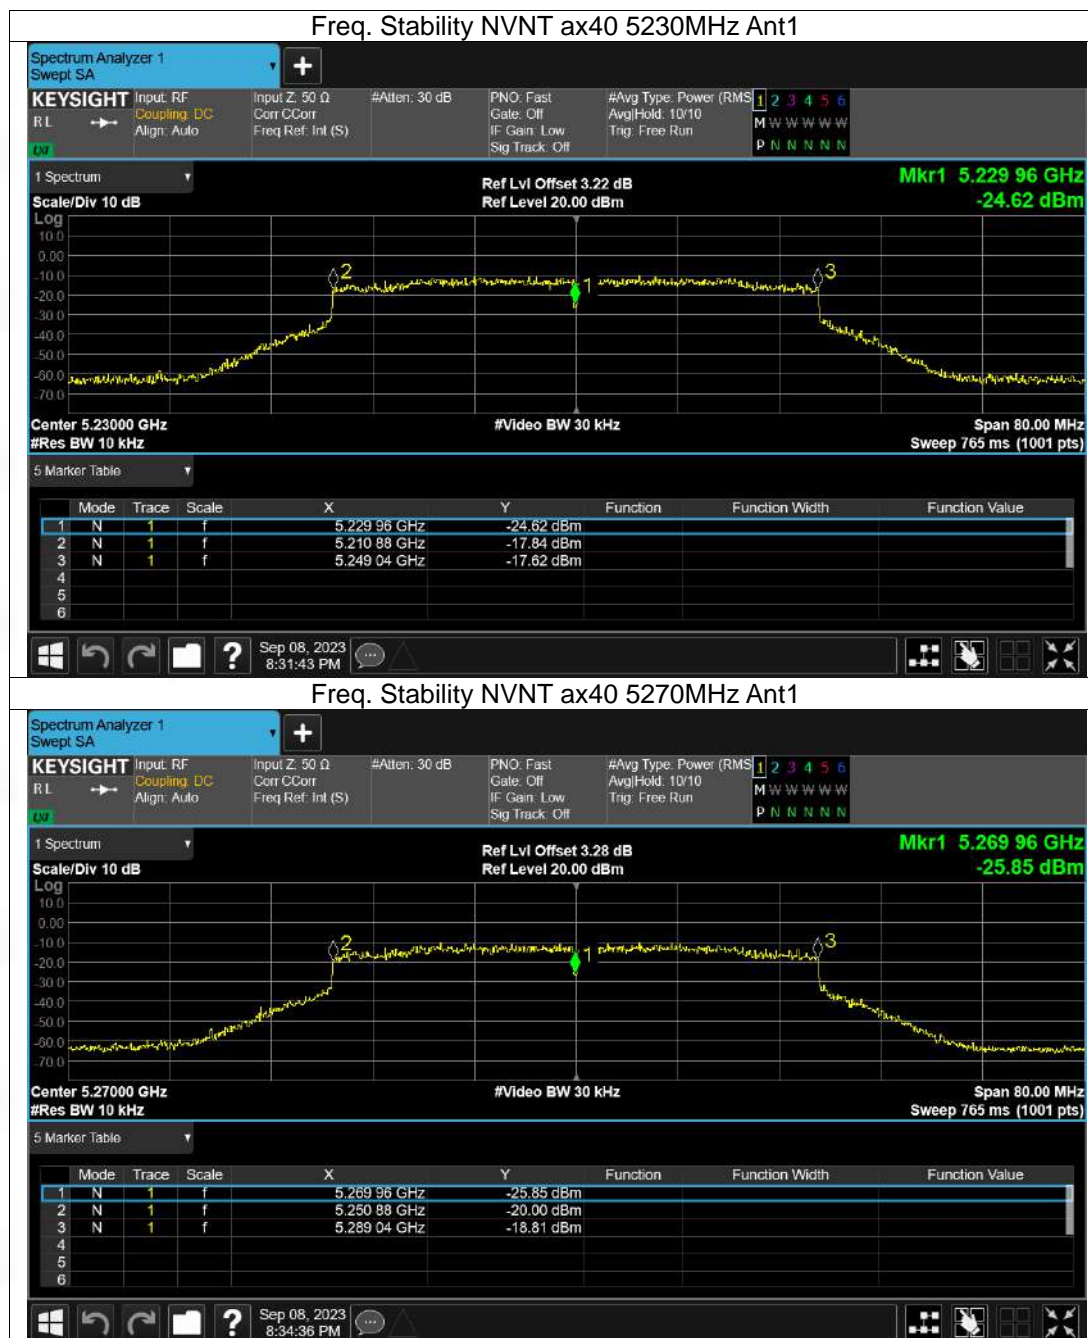 Freq. Stability NVNT ax40 5230MHz Ant1
Spectrum Analyzer 1
Swept SA
+
KEYSIGHT Input: RF Input Z: 50 Ω #Atten: 30 dB PNO: Fast #Avg Type: Power (RMS 1 2 3 4 5 6
RL Coupling: DC Corr CCorr Gate: Off Avg|Hold: 10/10 M W W W W W
Align: Auto Freq Ref: Int (S) IF Gain: Low Trig: Free Run
LXI Sig Track: Off P N N N N N
1 Spectrum Ref Lvl Offset 3.22 dB Mkr1 5.229 96 GHz
Scale/Div 10 dB Ref Level 20.00 dBm -24.62 dBm
Log
10.0
0.00
-10.0 2 3
-20.0 1
-30.0
-40.0
-50.0
-60.0
-70.0
Center 5.23000 GHz #Video BW 30 kHz Span 80.00 MHz
#Res BW 10 kHz Sweep 765 ms (1001 pts)
5 Marker Table
Mode Trace Scale X Y Function Function Width Function Value
1 N 1 f 5.229 96 GHz -24.62 dBm
2 N 1 f 5.210 88 GHz -17.84 dBm
3 N 1 f 5.249 04 GHz -17.62 dBm
4
5
6
? Sep 08, 2023
8:31:43 PM
Freq. Stability NVNT ax40 5270MHz Ant1
Spectrum Analyzer 1
Swept SA
+
KEYSIGHT Input: RF Input Z: 50 Ω #Atten: 30 dB PNO: Fast #Avg Type: Power (RMS 1 2 3 4 5 6
RL Coupling: DC Corr CCorr Gate: Off Avg|Hold: 10/10 M W W W W W
Align: Auto Freq Ref: Int (S) IF Gain: Low Trig: Free Run
LXI Sig Track: Off P N N N N N
1 Spectrum Ref Lvl Offset 3.28 dB Mkr1 5.269 96 GHz
Scale/Div 10 dB Ref Level 20.00 dBm -25.85 dBm
Log
10.0
0.00
-10.0 2 3
-20.0 1
-30.0
-40.0
-50.0
-60.0
-70.0
Center 5.27000 GHz #Video BW 30 kHz Span 80.00 MHz
#Res BW 10 kHz Sweep 765 ms (1001 pts)
5 Marker Table
Mode Trace Scale X Y Function Function Width Function Value
1 N 1 f 5.269 96 GHz -25.85 dBm
2 N 1 f 5.250 88 GHz -20.00 dBm
3 N 1 f 5.289 04 GHz -18.81 dBm
4
5
6
? Sep 08, 2023
8:34:36 PM